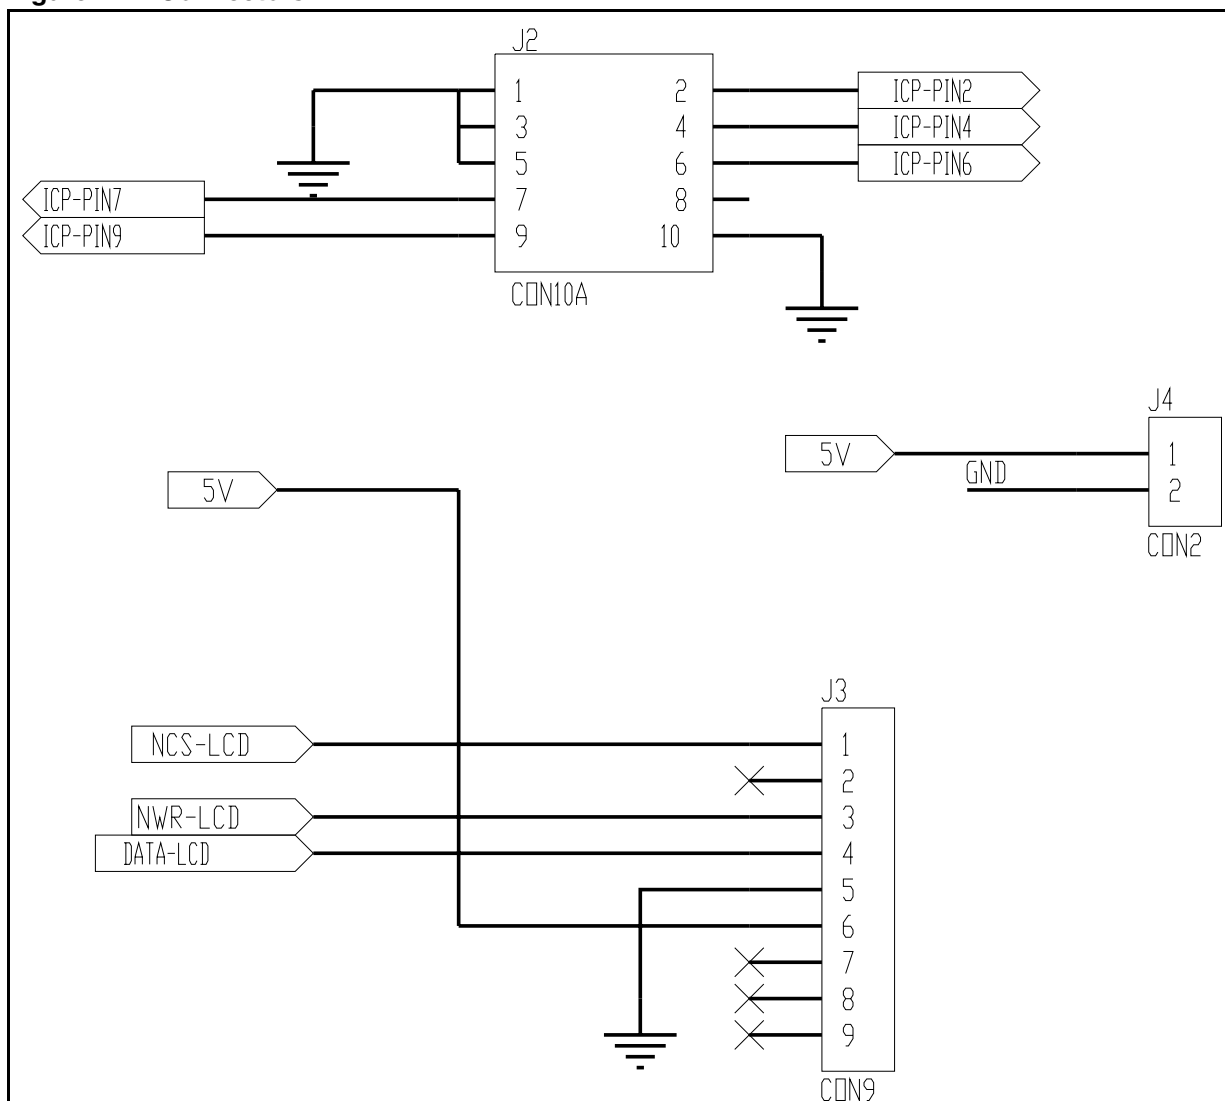 J2
1 2 ICP-PIN2
3 4 ICP-PIN4
5 6 ICP-PIN6
ICP-PIN7 7 8
ICP-PIN9 9 10
CON10A
J4
5V 1
GND 2
CON2
5V
J3
NCS-LCD 1
2
NWR-LCD 3
DATA-LCD 4
5
6
7
8
9
CON9